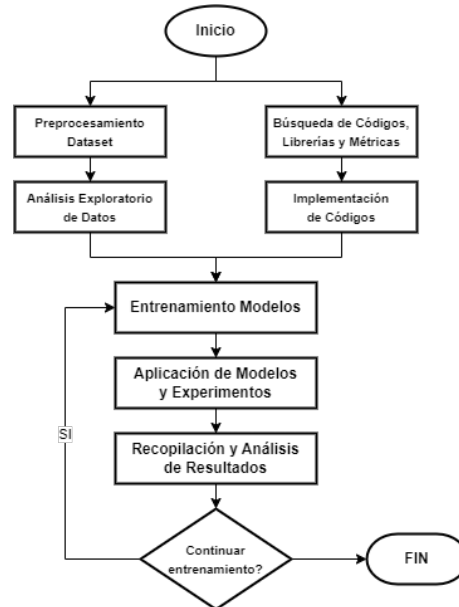 Inicio
Preprocesamiento
Dataset
Búsqueda de Códigos,
Librerías y Métricas
Análisis Exploratorio
de Datos
Implementación
de Códigos
Entrenamiento Modelos
Aplicación de Modelos
y Experimentos
SI
Recopilación y Análisis
de Resultados
Continuar
entrenamiento?
FIN